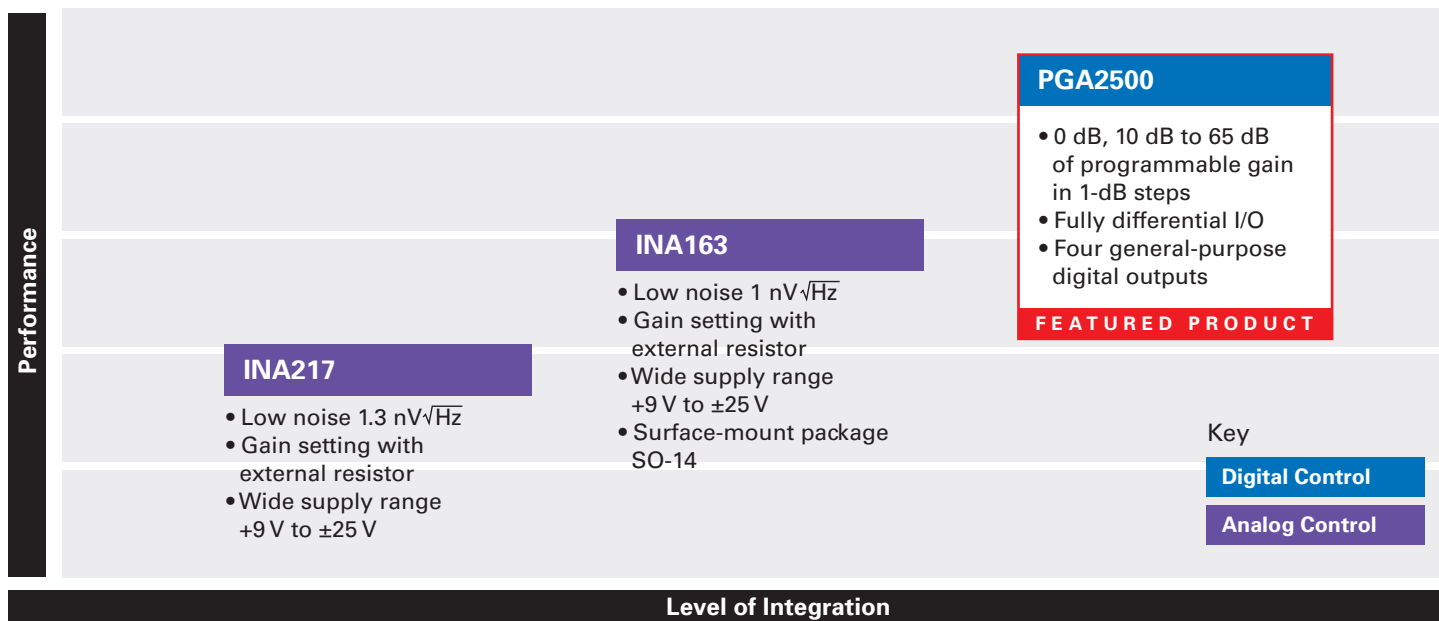 Performance
PGA2500
• 0 dB, 10 dB to 65 dB
of programmable gain
in 1-dB steps
• Fully differential I/O
• Four general-purpose
digital outputs
FEATURED PRODUCT
INA163
• Low noise 1 nV√Hz
• Gain setting with
external resistor
• Wide supply range
+9 V to ±25 V
• Surface-mount package
SO-14
INA217
• Low noise 1.3 nV√Hz
• Gain setting with
external resistor
• Wide supply range
+9 V to ±25 V
Key
Digital Control
Analog Control
Level of Integration